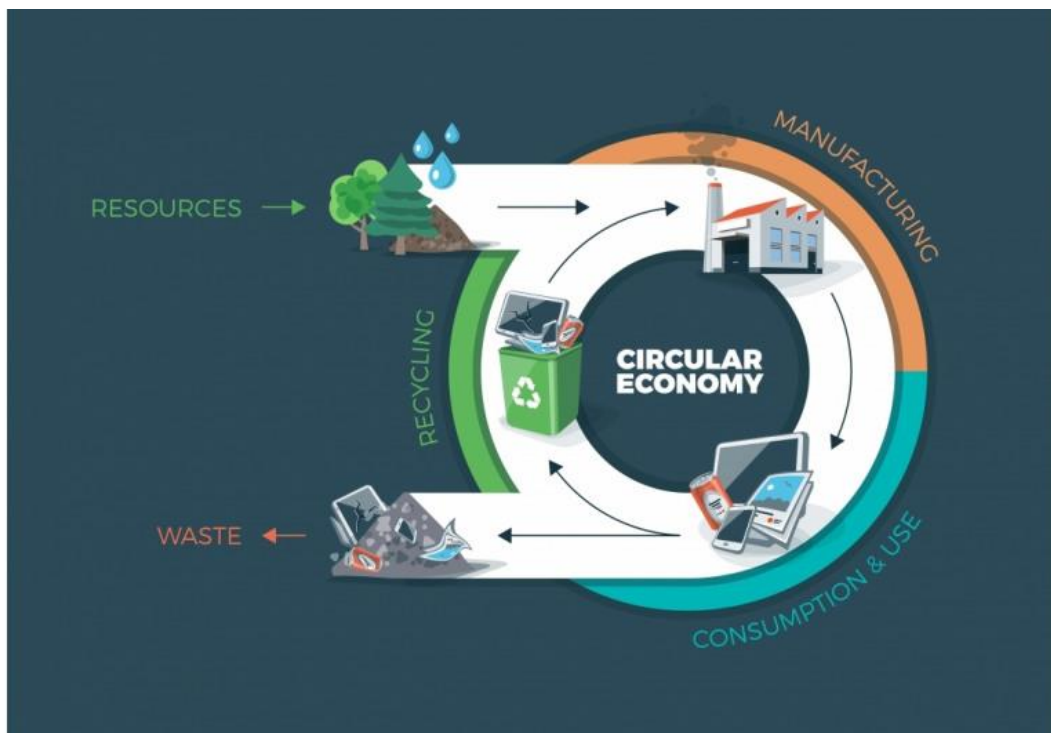 MANUFACTURING
RESOURCES
RECYCLING
CIRCULAR
ECONOMY
WASTE
CONSUMPTION & USE